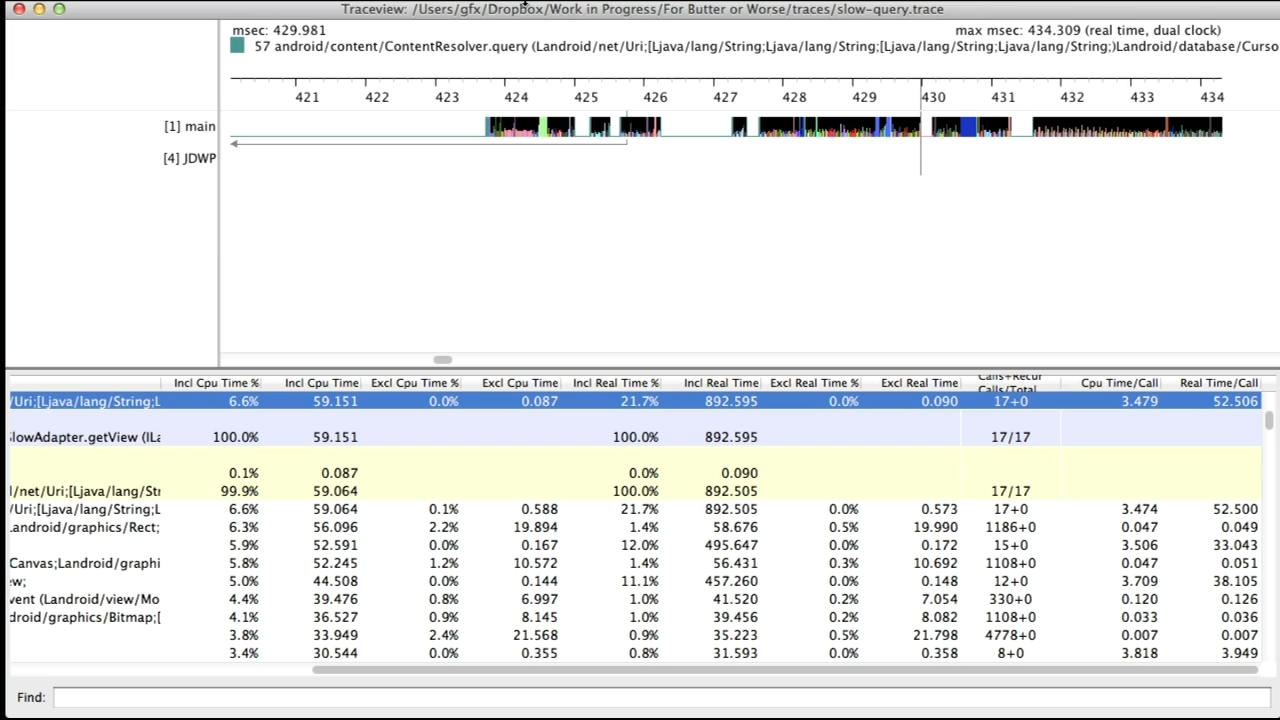 Traceview: /Users/gfx/Dropbox/Work in Progress/For Butter or Worse/traces/slow-query.trace
msec: 429.981 max msec: 434.309 (real time, dual clock)
57 android/content/ContentResolver.query (Landroid/net/Uri;[Ljava/lang/String;Ljava/lang/String;[Ljava/lang/String;Ljava/lang/String;)Landroid/database/Curso
421 422 423 424 425 426 427 428 429 430 431 432 433 434
[1] main
[4] JDWP
Incl Cpu Time % Incl Cpu Time Excl Cpu Time % Excl Cpu Time Incl Real Time % Incl Real Time Excl Real Time % Excl Real Time Calls+Recur Calls/Total Cpu Time/Call Real Time/Call
/Uri;[Ljava/lang/String;L 6.6% 59.151 0.0% 0.087 21.7% 892.595 0.0% 0.090 17+0 3.479 52.506
SlowAdapter.getView (ILa 100.0% 59.151 100.0% 892.595 17/17
0.1% 0.087 0.0% 0.090
l/net/Uri;[Ljava/lang/Str 99.9% 59.064 100.0% 892.505 17/17
/Uri;[Ljava/lang/String;L 6.6% 59.064 0.1% 0.588 21.7% 892.505 0.0% 0.573 17+0 3.474 52.500
Landroid/graphics/Rect; 6.3% 56.096 2.2% 19.894 1.4% 58.676 0.5% 19.990 1186+0 0.047 0.049
5.9% 52.591 0.0% 0.167 12.0% 495.647 0.0% 0.172 15+0 3.506 33.043
Canvas;Landroid/graphi 5.8% 52.245 1.2% 10.572 1.4% 56.431 0.3% 10.692 1108+0 0.047 0.051
ew; 5.0% 44.508 0.0% 0.144 11.1% 457.260 0.0% 0.148 12+0 3.709 38.105
vent (Landroid/view/Mo 4.4% 39.476 0.8% 6.997 1.0% 41.520 0.2% 7.054 330+0 0.120 0.126
droid/graphics/Bitmap;[ 4.1% 36.527 0.9% 8.145 1.0% 39.456 0.2% 8.082 1108+0 0.033 0.036
3.8% 33.949 2.4% 21.568 0.9% 35.223 0.5% 21.798 4778+0 0.007 0.007
3.4% 30.544 0.0% 0.355 0.8% 31.593 0.0% 0.358 8+0 3.818 3.949
Find: